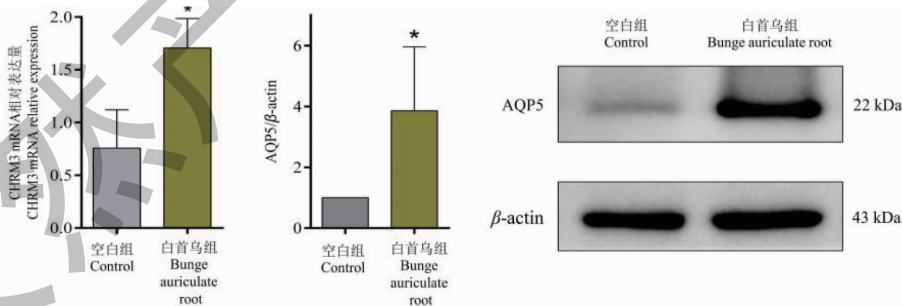 CHRM3 mRNA相对表达量
CHRM3 mRNA relative expression
2.0
1.5
1.0
0.5
0.0
*
空白组
Control
白首乌组
Bunge
auriculate
root
AQP5/β-actin
6
4
2
0
*
空白组
Control
白首乌组
Bunge
auriculate
root
空白组
Control
白首乌组
Bunge auriculate root
AQP5
22 kDa
β-actin
43 kDa